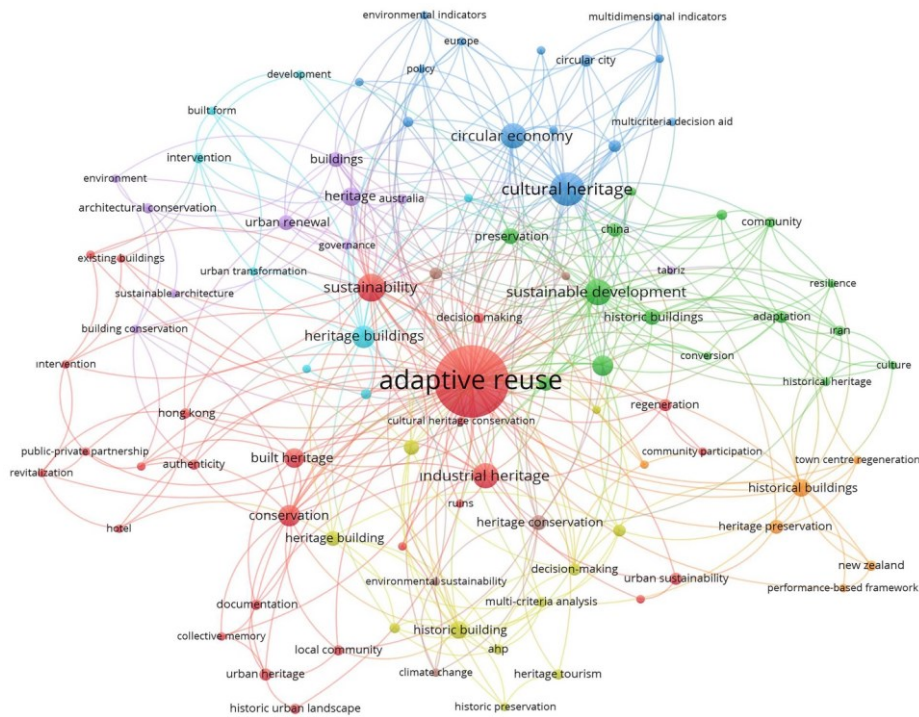 environmental indicators
multidimensional indicators
europe
circular city
policy
development
built form
multicriteria decision aid
circular economy
intervention
buildings
environment
cultural heritage
heritage
australia
architectural conservation
urban renewal
community
china
preservation
governance
existing buildings
urban transformation
tabriz
resilience
sustainability
sustainable development
sustainable architecture
decision making
historic buildings
adaptation
iran
building conservation
heritage buildings
conversion
culture
intervention
adaptive reuse
historical heritage
regeneration
hong kong
cultural heritage conservation
public-private partnership
built heritage
community participation
town centre regeneration
authenticity
revitalization
industrial heritage
historical buildings
ruins
conservation
heritage conservation
hotel
heritage preservation
heritage building
new zealand
decision-making
environmental sustainability
urban sustainability
performance-based framework
documentation
multi-criteria analysis
historic building
collective memory
local community
ahp
urban heritage
climate change
heritage tourism
historic urban landscape
historic preservation